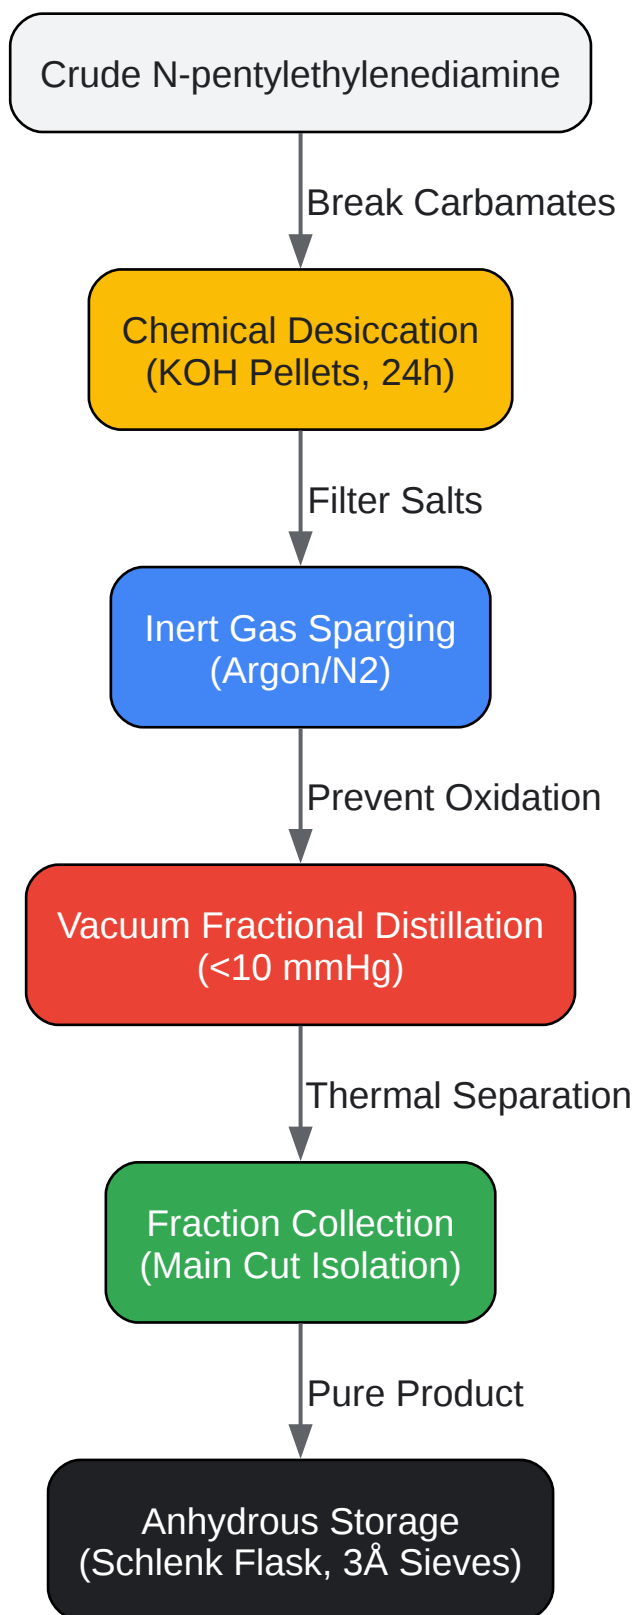 Crude N-pentylethylenediamine
Break Carbamates
Chemical Desiccation
(KOH Pellets, 24h)
Filter Salts
Inert Gas Sparging
(Argon/N2)
Prevent Oxidation
Vacuum Fractional Distillation
(<10 mmHg)
Thermal Separation
Fraction Collection
(Main Cut Isolation)
Pure Product
Anhydrous Storage
(Schlenk Flask, 3Å Sieves)